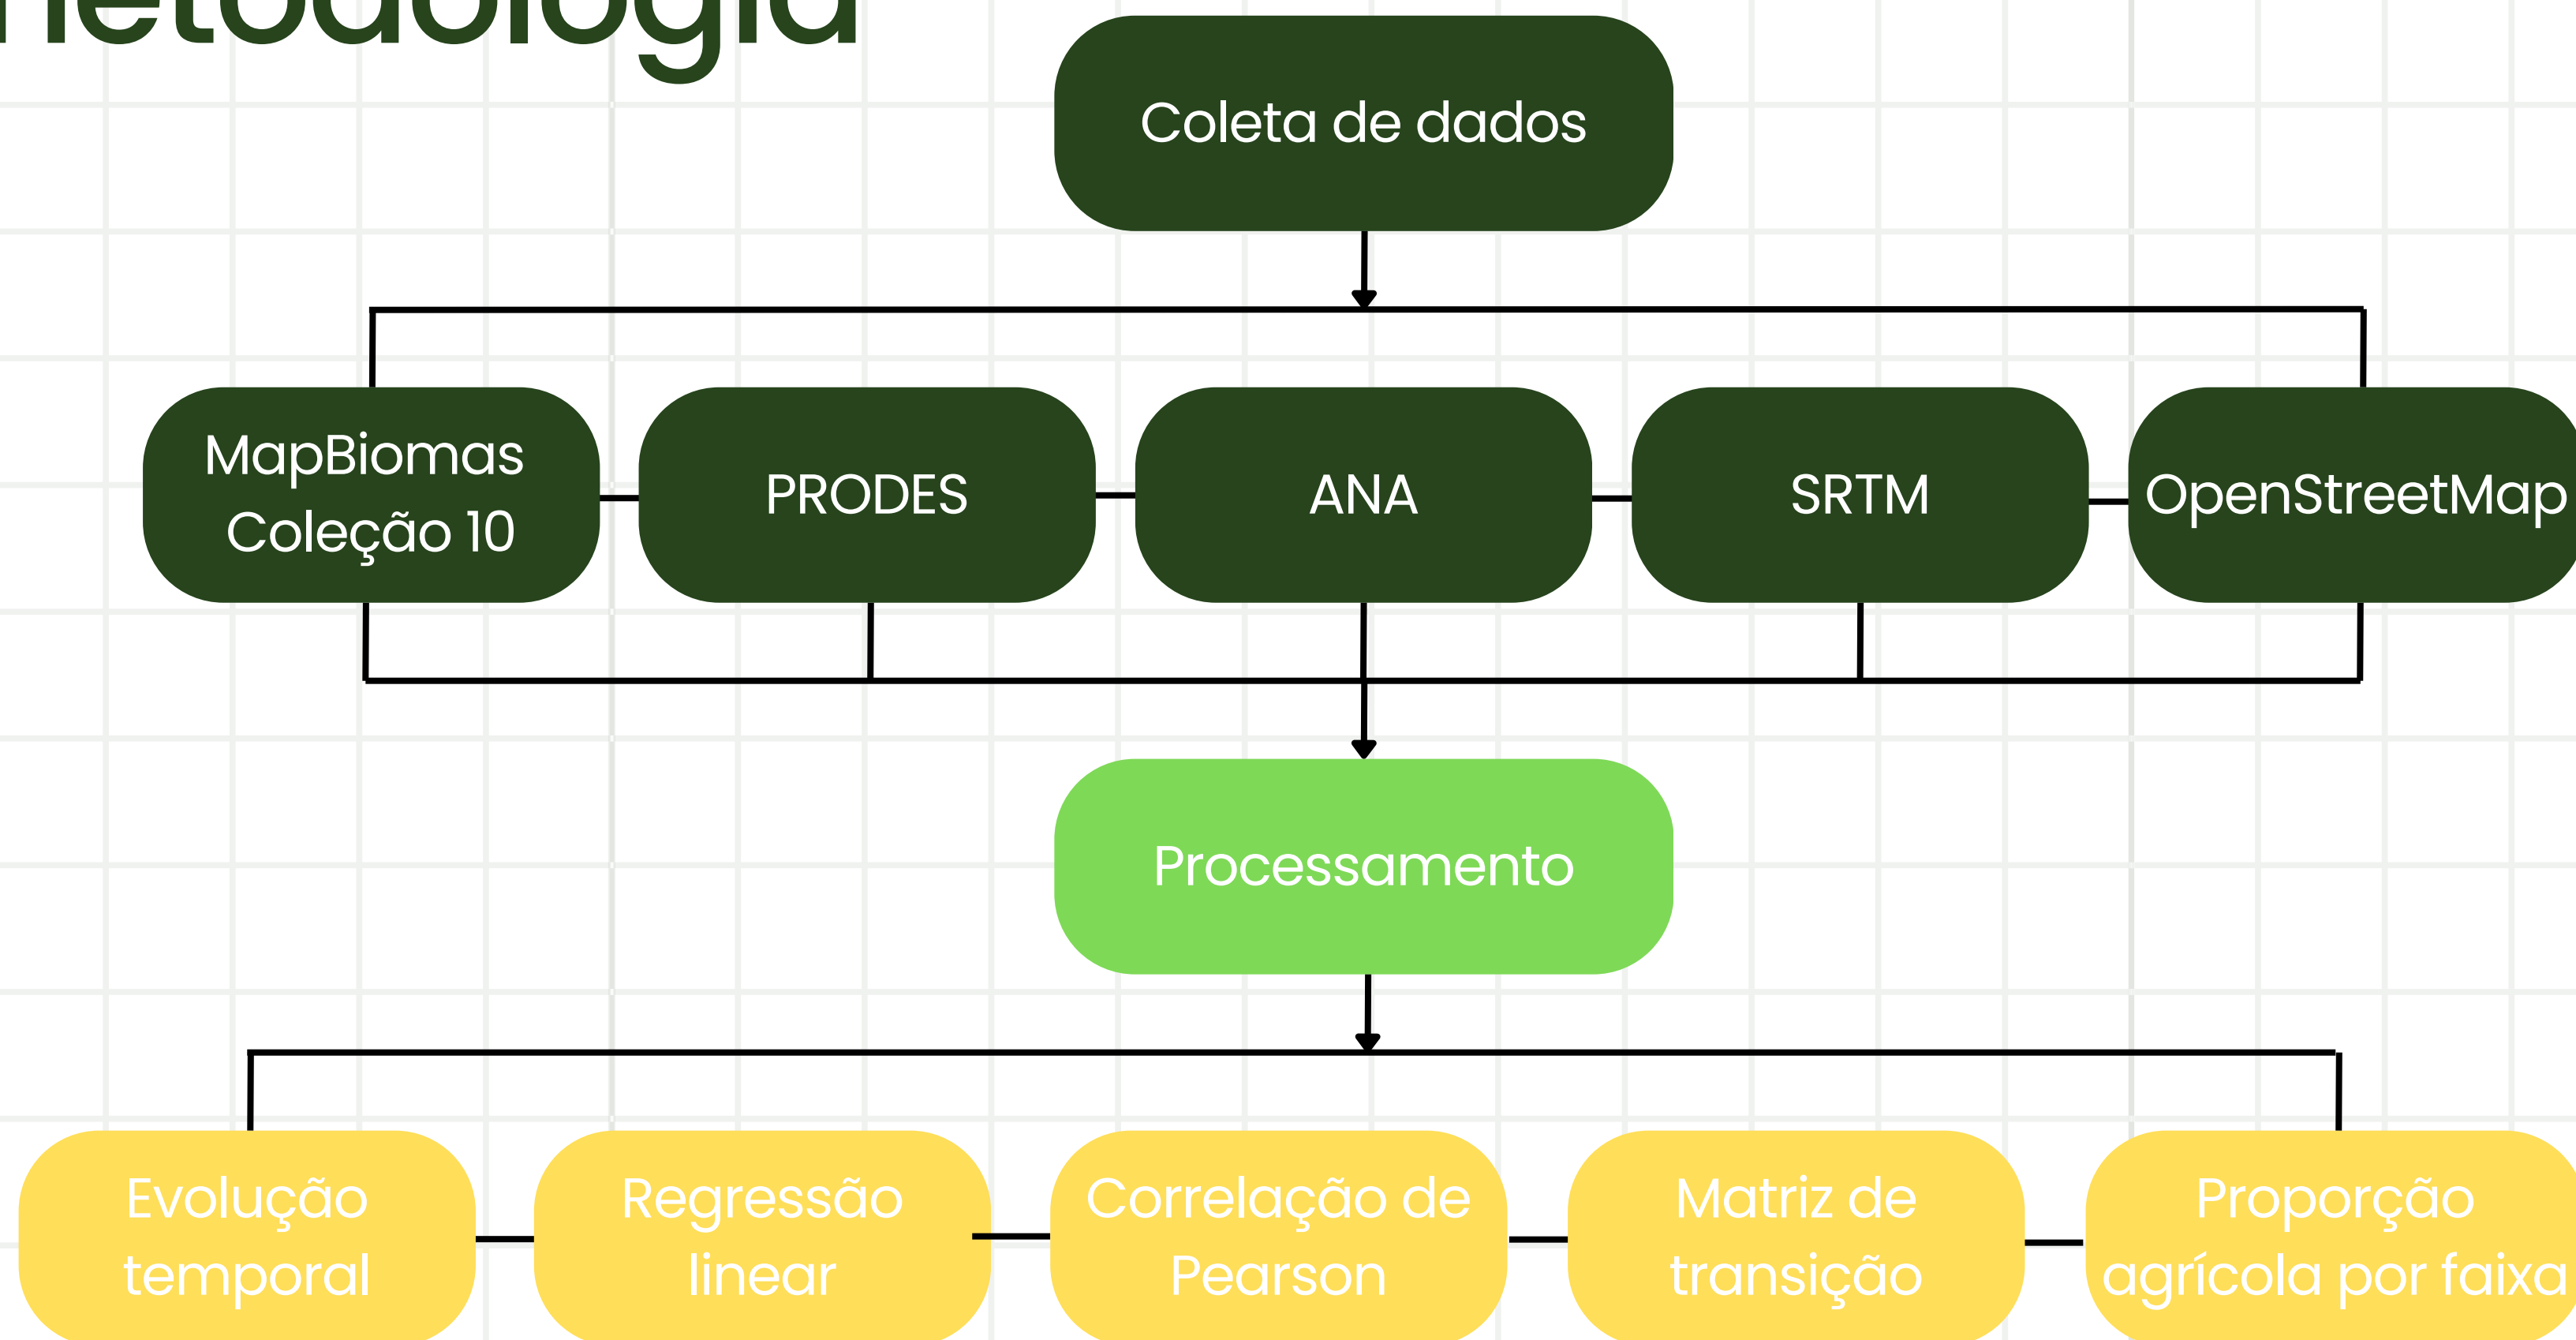 etodologia
Coleta de dados
MapBiomas
Coleção 10
PRODES
ANA
SRTM
OpenStreetMap
Processamento
Evolução
temporal
Regressão
linear
Correlação de
Pearson
Matriz de
transição
Proporção
agrícola por faixa